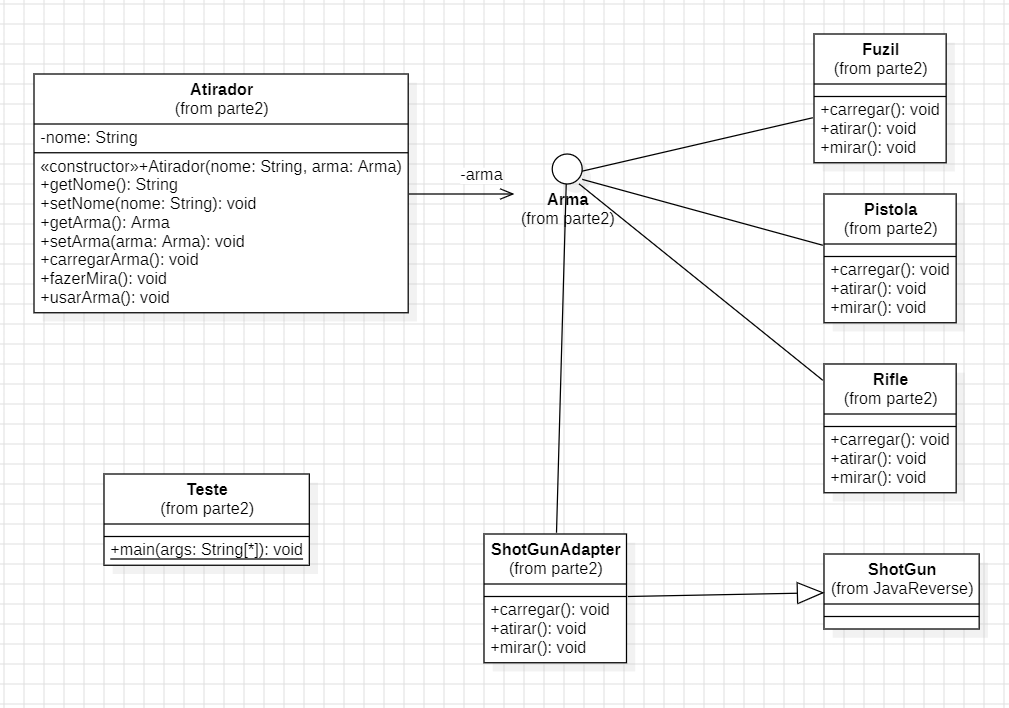 Atirador
(from parte2)
-nome: String
«constructor»+Atirador(nome: String, arma: Arma)
+getNome(): String
+setNome(nome: String): void
+getArma(): Arma
+setArma(arma: Arma): void
+carregarArma(): void
+fazerMira(): void
+usarArma(): void
-arma
Arma
(from parte2)
Fuzil
(from parte2)
+carregar(): void
+atirar(): void
+mirar(): void
Pistola
(from parte2)
+carregar(): void
+atirar(): void
+mirar(): void
Rifle
(from parte2)
+carregar(): void
+atirar(): void
+mirar(): void
Teste
(from parte2)
+main(args: String[*]): void
ShotGunAdapter
(from parte2)
+carregar(): void
+atirar(): void
+mirar(): void
ShotGun
(from JavaReverse)